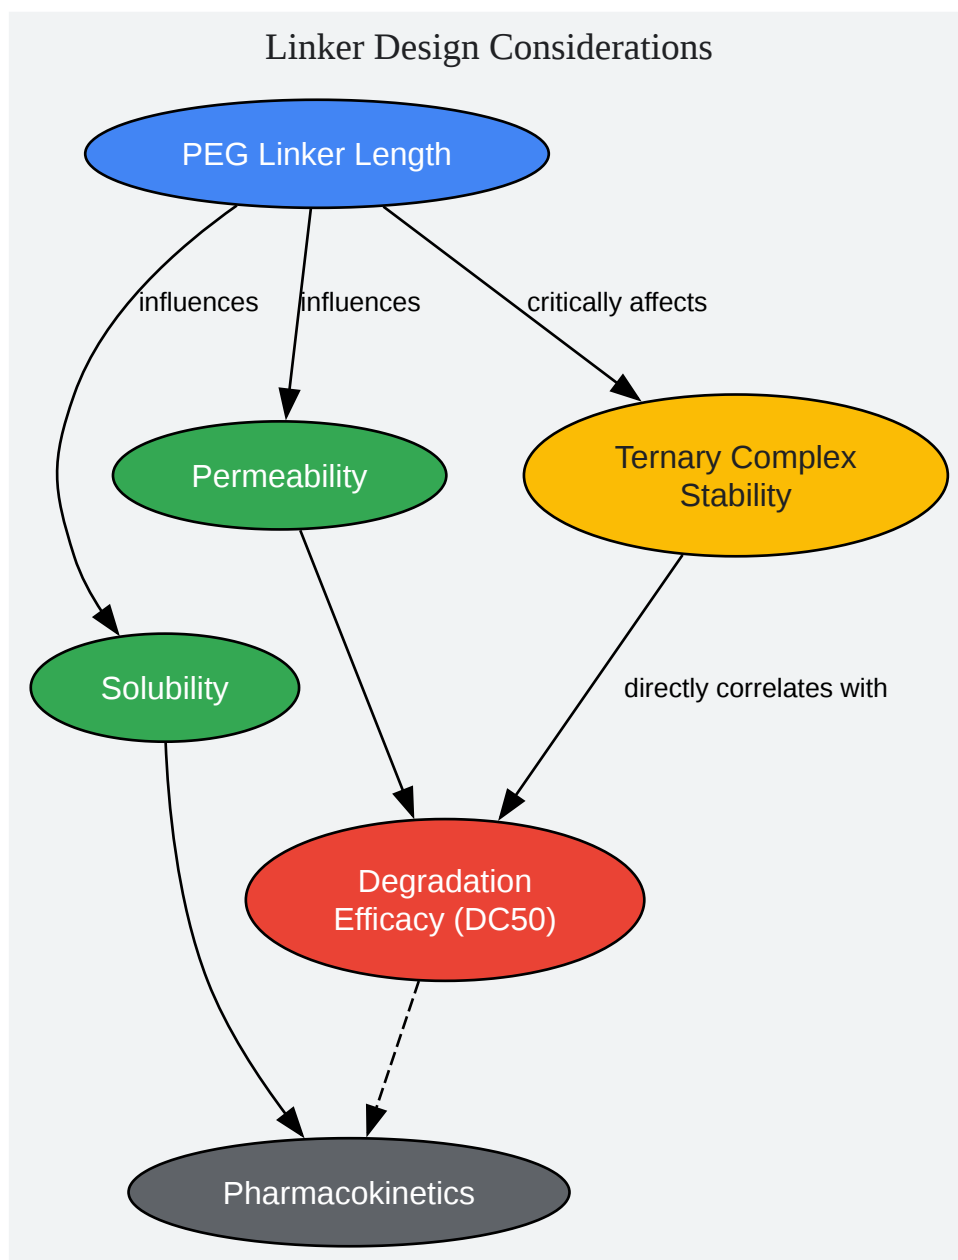 Linker Design Considerations
PEG Linker Length
influences
influences
critically affects
Permeability
Ternary Complex
Stability
Solubility
directly correlates with
Degradation
Efficacy (DC50)
Pharmacokinetics